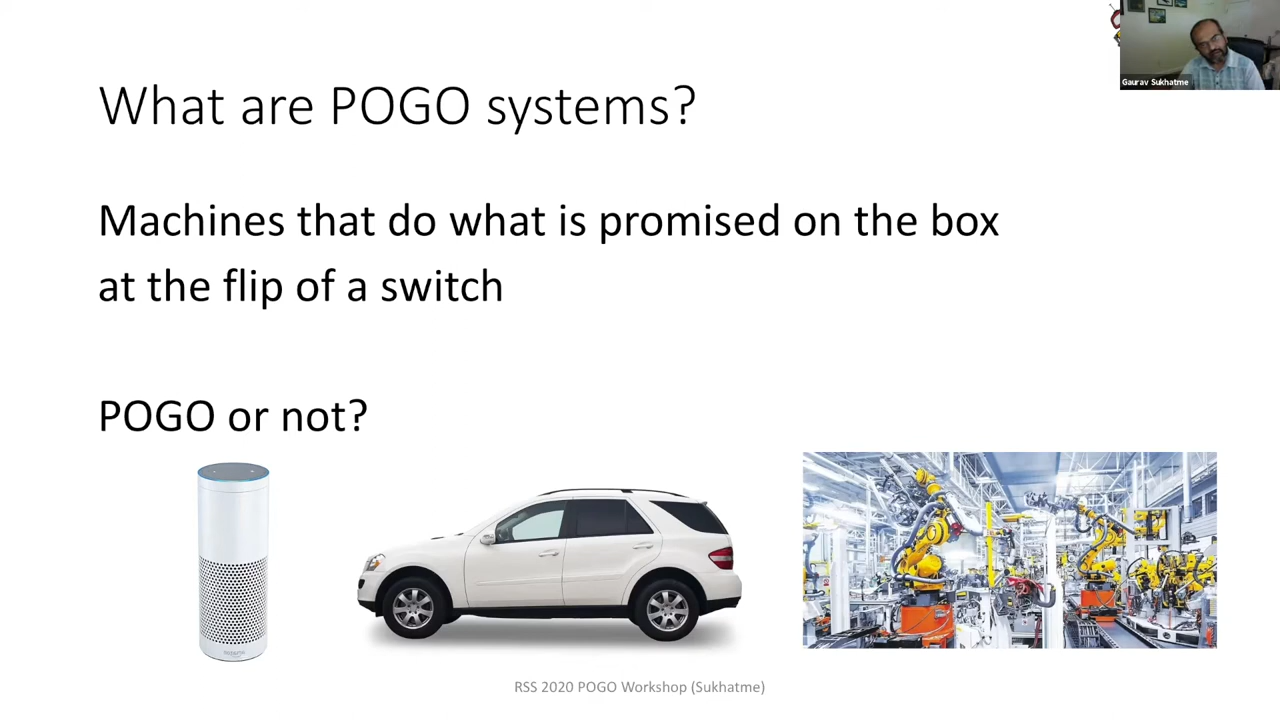 What are POGO systems?
Gaurav Sukhatme
Machines that do what is promised on the box
at the flip of a switch
POGO or not?
RSS 2020 POGO Workshop (Sukhatme)